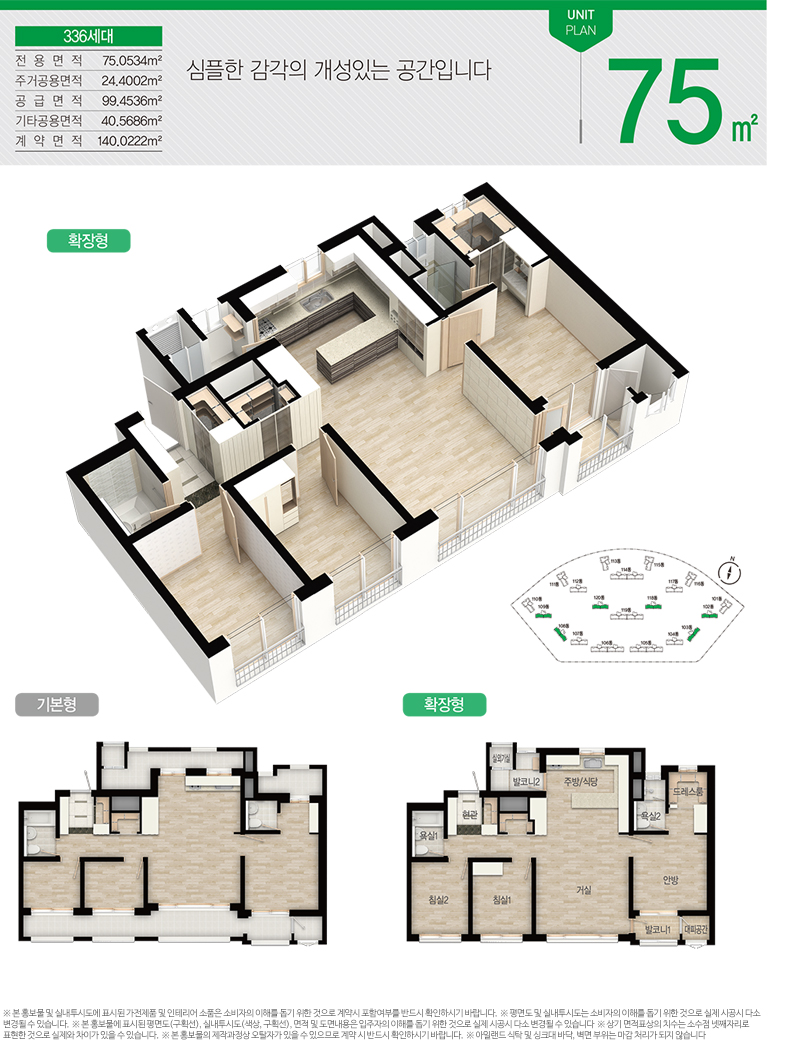 UNIT
PLAN
336세대
전용면적 75.0534m²
주거공용면적 24.4002m²
공급면적 99.4536m²
기타공용면적 40.5686m²
계약면적 140.0222m²
심플한 감각의 개성있는 공간입니다
75m²
확장형
N
113동
115동
114동
111동
112동
117동
116동
110동
109동
120동
118동
101동
102동
119동
108동
107동
103동
104동
106동
105동
기본형
확장형
실외기실
발코니2
주방/식당
드레스룸
현관
욕실1
욕실2
침실2
침실1
거실
안방
발코니1
대피공간
※ 본 홍보물 및 실내투시도에 표시된 가전제품 및 인테리어 소품은 소비자의 이해를 돕기 위한 것으로 계약시 포함여부를 반드시 확인하시기 바랍니다. ※ 평면도 및 실내투시도는 소비자의 이해를 돕기 위한 것으로 실제 시공시 다소
변경될 수 있습니다. ※ 본 홍보물에 표시된 평면도(구획선), 실내투시도(색상, 구획선), 면적 및 도면내용은 입주자의 이해를 돕기 위한 것으로 실제 시공시 다소 변경될 수 있습니다 ※ 상기 면적표상의 치수는 소수점 넷째자리로
표현한 것으로 실제와 차이가 있을 수 있습니다. ※ 본 홍보물의 제작과정상 오탈자가 있을 수 있으므로 계약 시 반드시 확인하시기 바랍니다. ※ 아일랜드 식탁 및 싱크대 바닥, 벽면 부위는 마감 처리가 되지 않습니다